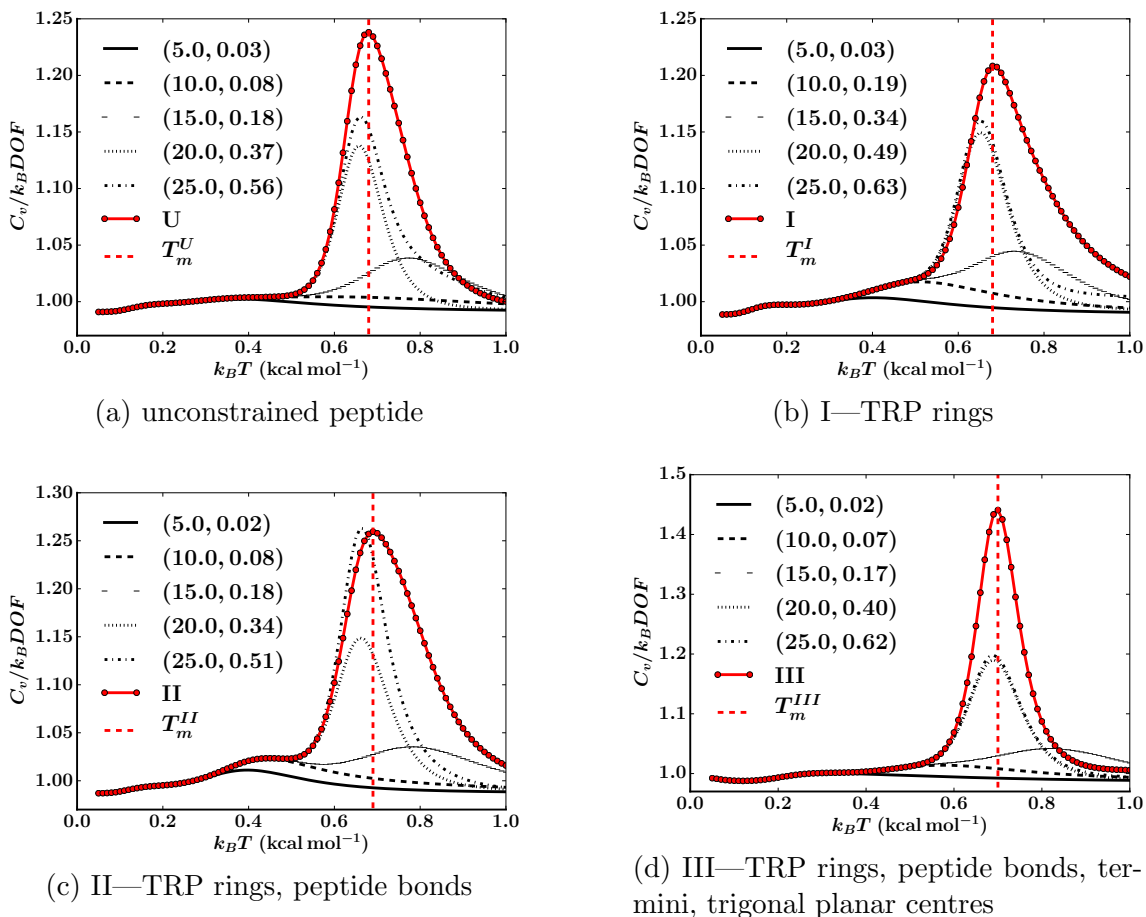 1.25
1.20
1.15
1.10
1.05
1.00
C_v/k_BDOF
(5.0, 0.03)
(10.0, 0.08)
(15.0, 0.18)
(20.0, 0.37)
(25.0, 0.56)
U
T_m^U
0.0 0.2 0.4 0.6 0.8 1.0
k_BT (kcal mol⁻¹)
(a) unconstrained peptide
1.25
1.20
1.15
1.10
1.05
1.00
C_v/k_BDOF
(5.0, 0.03)
(10.0, 0.19)
(15.0, 0.34)
(20.0, 0.49)
(25.0, 0.63)
I
T_m^I
0.0 0.2 0.4 0.6 0.8 1.0
k_BT (kcal mol⁻¹)
(b) I—TRP rings
1.30
1.25
1.20
1.15
1.10
1.05
1.00
C_v/k_BDOF
(5.0, 0.02)
(10.0, 0.08)
(15.0, 0.18)
(20.0, 0.34)
(25.0, 0.51)
II
T_m^{II}
0.0 0.2 0.4 0.6 0.8 1.0
k_BT (kcal mol⁻¹)
(c) II—TRP rings, peptide bonds
1.5
1.4
1.3
1.2
1.1
1.0
C_v/k_BDOF
(5.0, 0.02)
(10.0, 0.07)
(15.0, 0.17)
(20.0, 0.40)
(25.0, 0.62)
III
T_m^{III}
0.0 0.2 0.4 0.6 0.8 1.0
k_BT (kcal mol⁻¹)
(d) III—TRP rings, peptide bonds, ter-
mini, trigonal planar centres